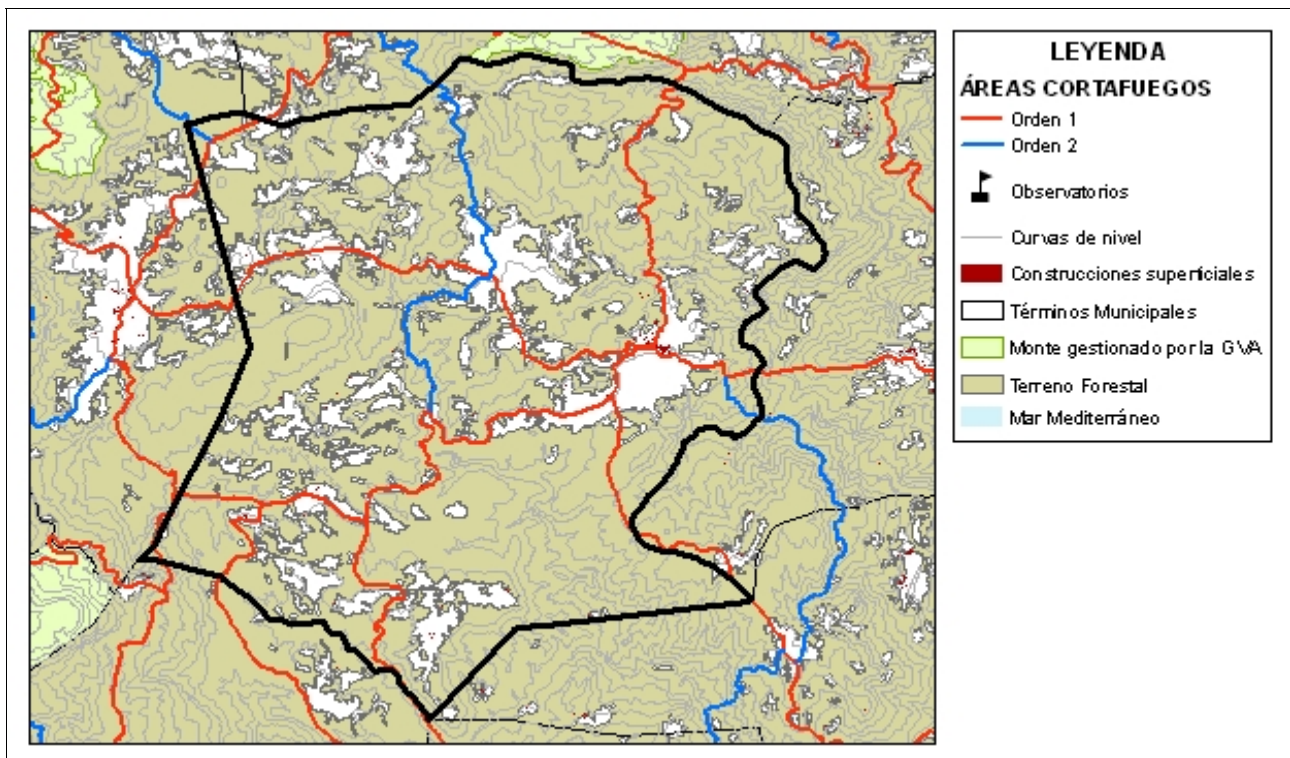 LEYENDA
ÁREAS CORTAFUEGOS
Orden 1
Orden 2
Observatorios
Curvas de nivel
Construcciones superficiales
Términos Municipales
Monte gestionado por la GVA
Terreno Forestal
Mar Mediterráneo